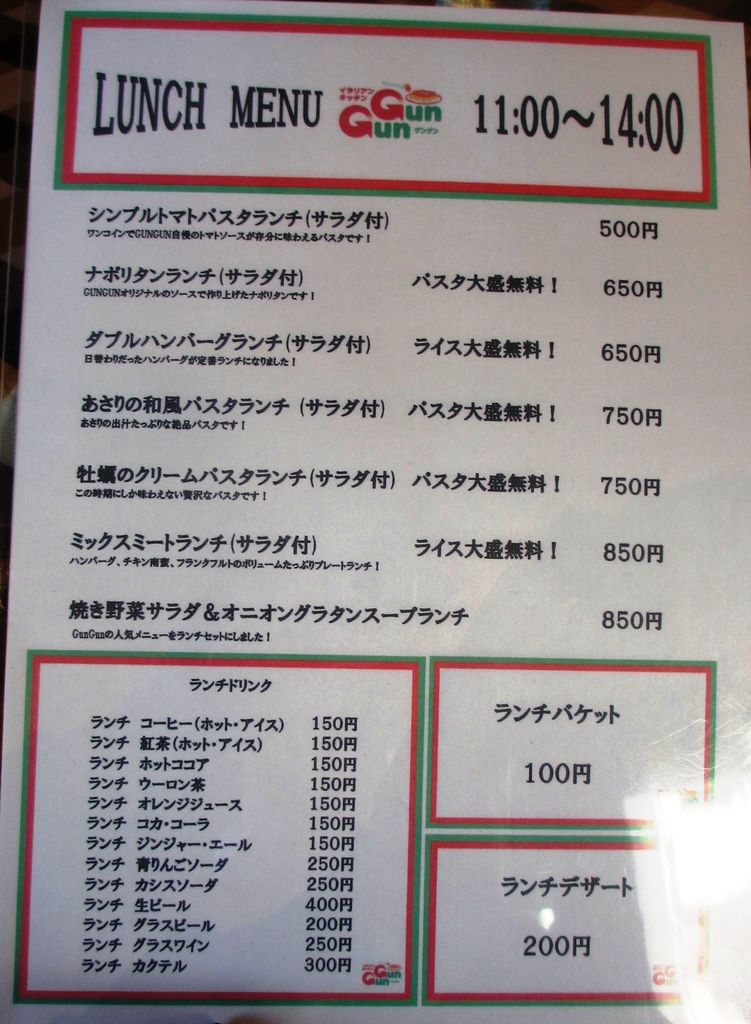 LUNCH MENU イタリアン キッチン Gun Gun グンゲン 11:00～14:00
シンプルトマトパスタランチ(サラダ付) 500円
ワンコインでGUNGUN自慢のトマトソースが存分に味わえるパスタです！
ナポリタンランチ(サラダ付) パスタ大盛無料！ 650円
GUNGUNオリジナルのソースで作り上げたナポリタンです！
ダブルハンバーグランチ(サラダ付) ライス大盛無料！ 650円
日替わりだったハンバーグが定番ランチになりました！
あさりの和風パスタランチ (サラダ付) パスタ大盛無料！ 750円
あさりの出汁たっぷりな絶品パスタです！
牡蠣のクリームパスタランチ(サラダ付) パスタ大盛無料！ 750円
この時期にしか味わえない贅沢なパスタです！
ミックスミートランチ(サラダ付) ライス大盛無料！ 850円
ハンバーグ、チキン南蛮、フランクフルトのボリュームたっぷりプレートランチ！
焼き野菜サラダ＆オニオングラタンスープランチ 850円
GunGunの人気メニューをランチセットにしました！
ランチドリンク
ランチ コーヒー(ホット・アイス) 150円
ランチ 紅茶(ホット・アイス) 150円
ランチ ホットココア 150円
ランチ ウーロン茶 150円
ランチ オレンジジュース 150円
ランチ コカ・コーラ 150円
ランチ ジンジャー・エール 150円
ランチ 青りんごソーダ 250円
ランチ カシスソーダ 250円
ランチ 生ビール 400円
ランチ グラスビール 200円
ランチ グラスワイン 250円
ランチ カクテル 300円
Gun Gun
ランチバケット
100円
ランチデザート
200円